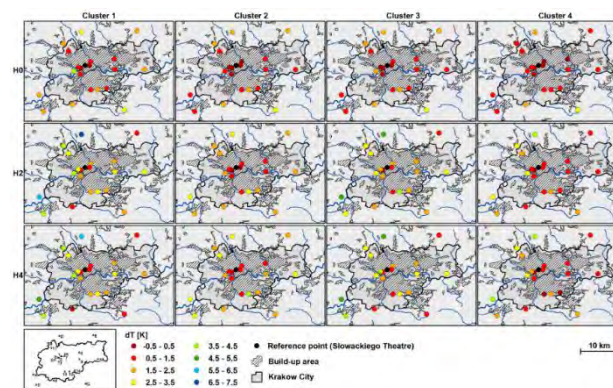 Cluster 1 Cluster 2 Cluster 3 Cluster 4
H0
H2
H4
dT [K]
-0.5 - 0.5 3.5 - 4.5 Reference point (Slowackiego Theatre)
0.5 - 1.5 4.5 - 5.5 Build-up area
1.5 - 2.5 5.5 - 6.5 Krakow City
2.5 - 3.5 6.5 - 7.5
10 km